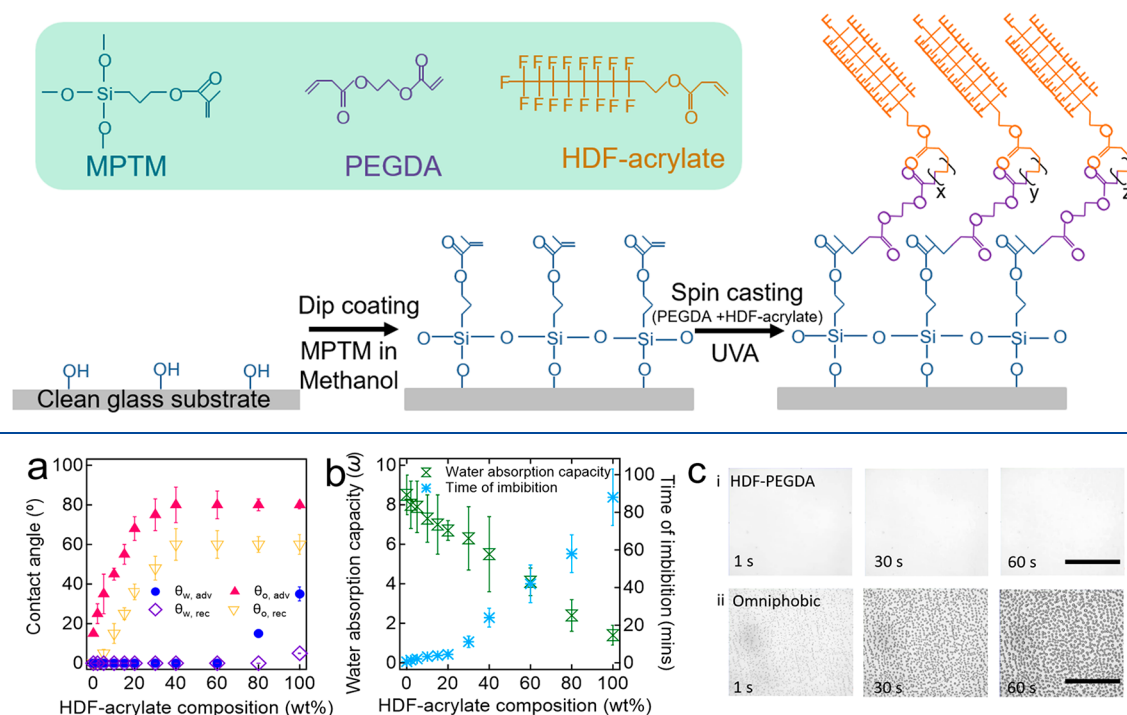 O
O
Si
O
O
O
MPTM
O
O
O
O
PEGDA
F F F F F F F F
F
F F F F F F F F
O
O
HDF-acrylate
OH
OH
OH
Clean glass substrate
Dip coating
MPTM in
Methanol
O O O
O O O
O Si O Si O Si O
O O O
Spin casting
(PEGDA +HDF-acrylate)
UVA
x
y
z
O O O
O O O
O Si O Si O Si O
O O O
a
100
80
60
40
20
0
Contact angle (º)
θw, adv
θo, adv
θw, rec
θo, rec
0 20 40 60 80 100
HDF-acrylate composition (wt%)
b
10
8
6
4
2
0
Water absorption capacity (ω)
Water absorption capacity
Time of imbibition
100
80
60
40
20
0
Time of imbibition (mins)
0 20 40 60 80 100
HDF-acrylate composition (wt%)
c
i
HDF-PEGDA
1 s
30 s
60 s
ii
Omniphobic
1 s
30 s
60 s